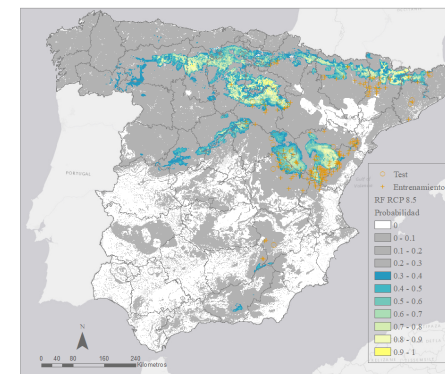 PORTUGAL
Test
Entrenamiento
RF RCP 8.5
Probabilidad
0
0 - 0.1
0.1 - 0.2
0.2 - 0.3
0.3 - 0.4
0.4 - 0.5
0.5 - 0.6
0.6 - 0.7
0.7 - 0.8
0.8 - 0.9
0.9 - 1
N
0 40 80 160 240
Kilometros